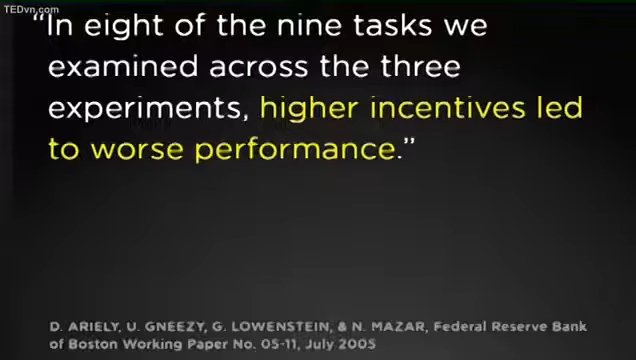 TEDvn.com
“In eight of the nine tasks we
examined across the three
experiments, higher incentives led
to worse performance.”
D. ARIELY, U. GNEEZY, G. LOWENSTEIN, & N. MAZAR, Federal Reserve Bank
of Boston Working Paper No. 05-11, July 2005